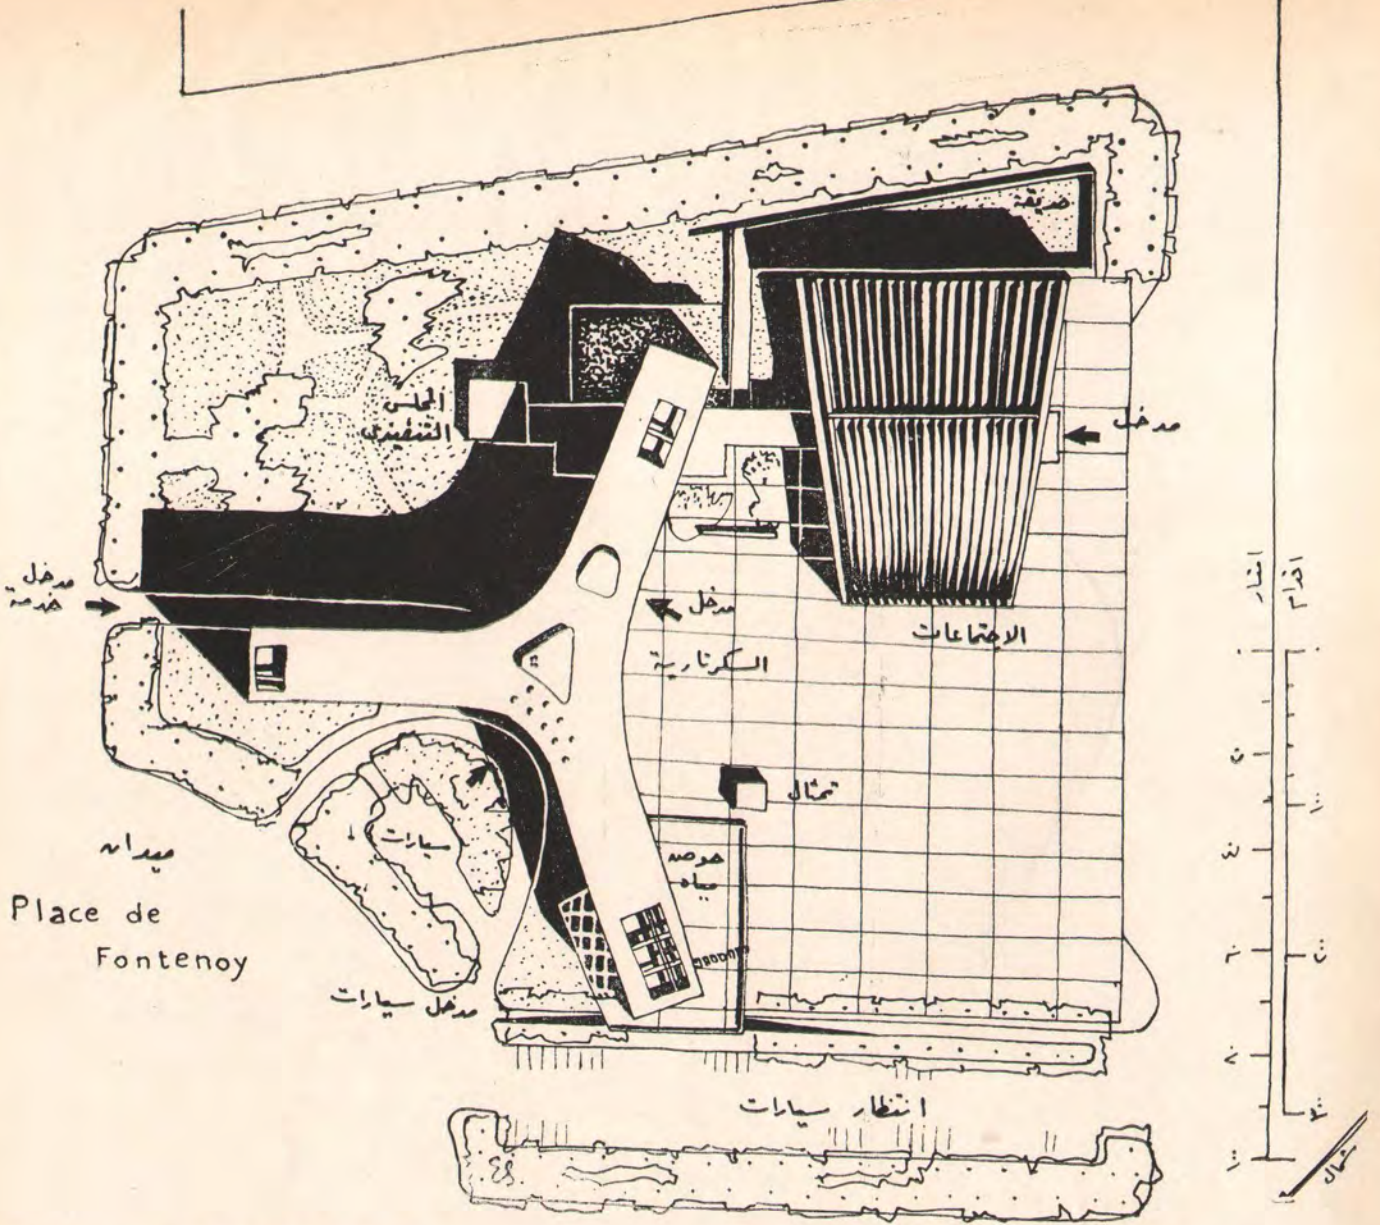 حديقة
المجلس
التنفيذى
مدخل
مدخل
خدمة
مدخل
الاجتماعات
السكرتارية
أمتار
أقدام
تمثال
سيارات
حوض
مياه
ميدان
Place de
Fontenoy
مدخل سيارات
انتظار سيارات
شمال